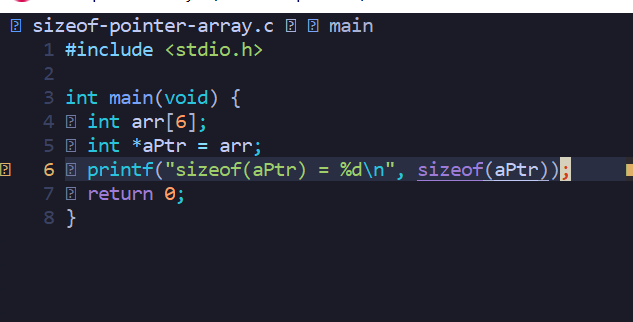 sizeof-pointer-array.c main
1 #include <stdio.h>
2
3 int main(void) {
4 int arr[6];
5 int *aPtr = arr;
6 printf("sizeof(aPtr) = %d\n", sizeof(aPtr));
7 return 0;
8 }